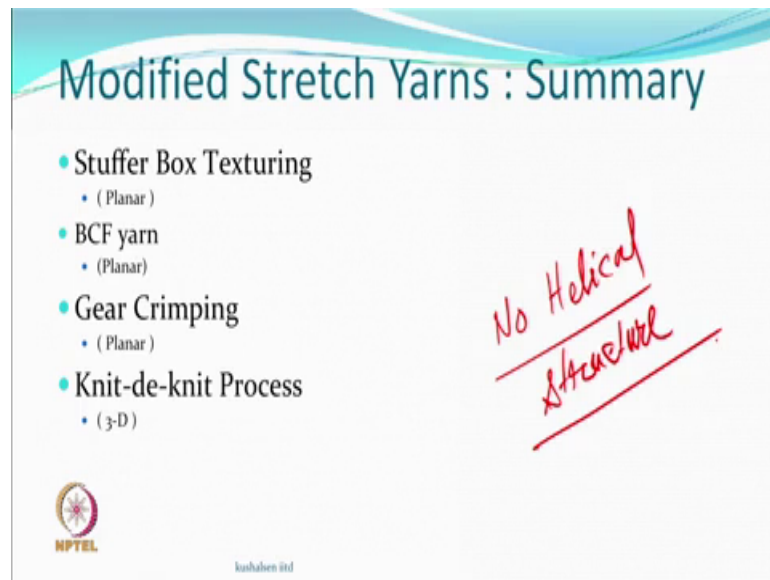 Modified Stretch Yarns : Summary
• Stuffer Box Texturing
• ( Planar )
• BCF yarn
• (Planar)
• Gear Crimping
• ( Planar )
• Knit-de-knit Process
• ( 3-D )
No Helical
Structure
NPTEL
kushalsen iitd